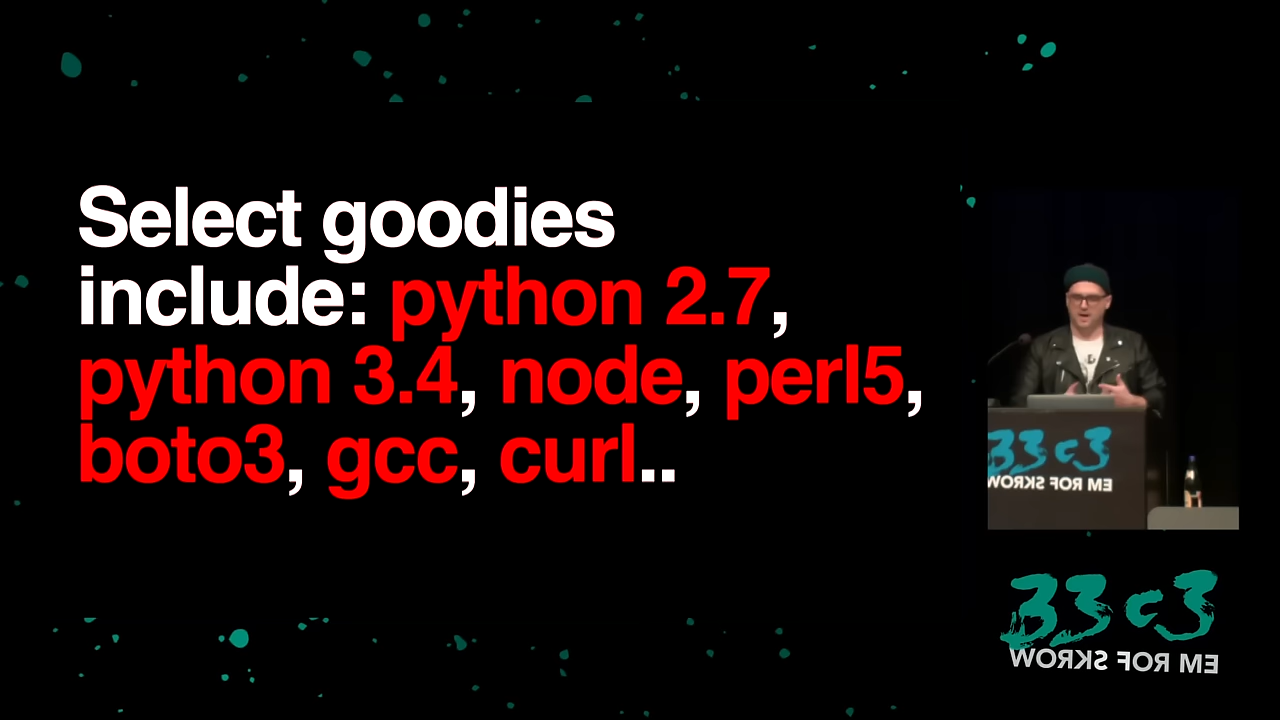 Select goodies
include: python 2.7,
python 3.4, node, perl5,
boto3, gcc, curl..
33c3
WORKS FOR ME
33c3
WORKS FOR ME